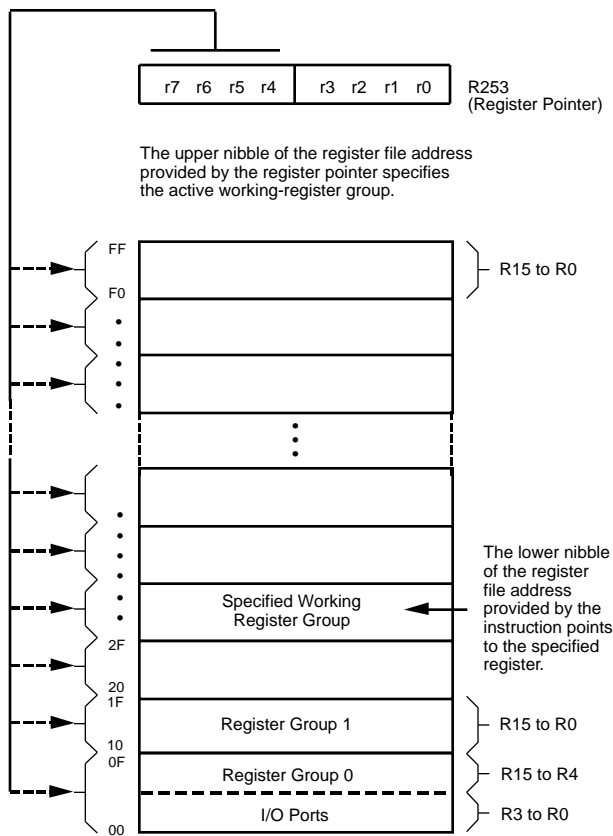 r7 r6 r5 r4 r3 r2 r1 r0
R253
(Register Pointer)
The upper nibble of the register file address
provided by the register pointer specifies
the active working-register group.
FF
R15 to R0
F0
Specified Working
Register Group
The lower nibble
of the register
file address
provided by the
instruction points
to the specified
register.
2F
20
1F
Register Group 1
R15 to R0
10
0F
Register Group 0
R15 to R4
I/O Ports
R3 to R0
00